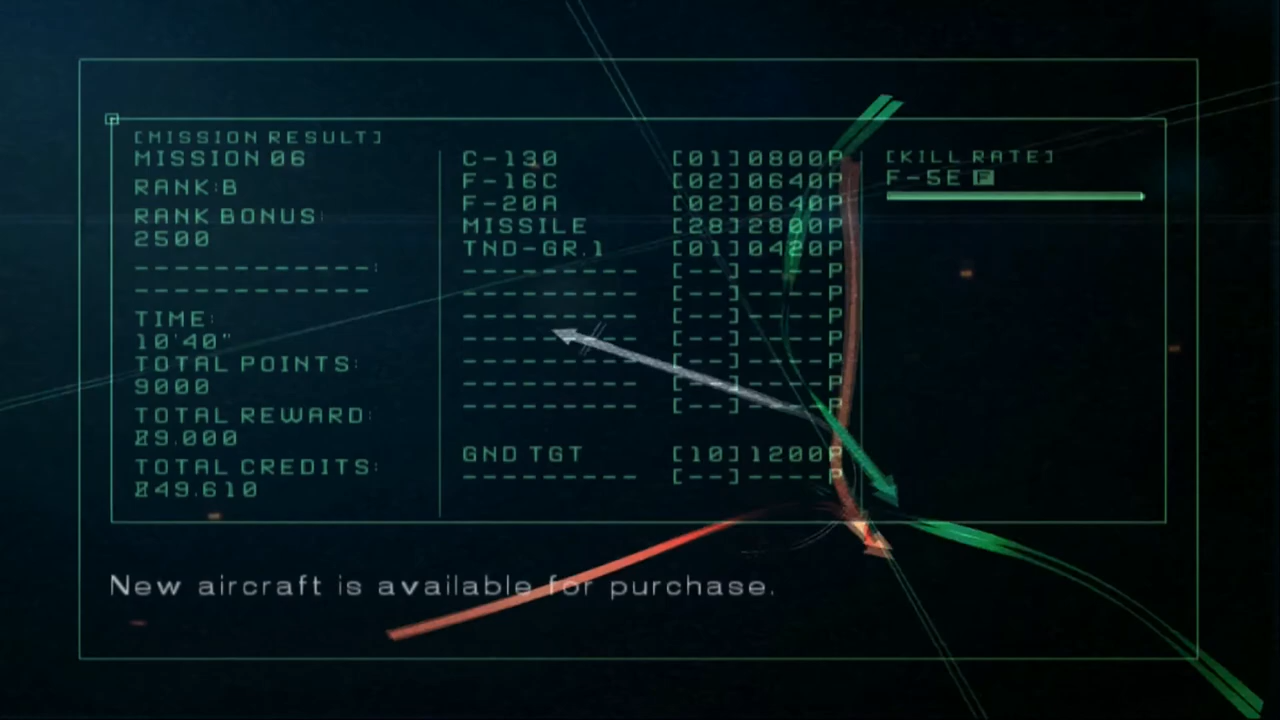 [MISSION RESULT]
MISSION 06
RANK:B
RANK BONUS:
2500
------------:
------------
TIME:
10'40"
TOTAL POINTS:
9000
TOTAL REWARD:
Ƶ9.000
TOTAL CREDITS:
Ƶ49.610
C-130 [01]0800P
F-16C [02]0640P
F-20A [02]0640P
MISSILE [28]2800P
TND-GR.1 [01]0420P
--------- [--]----P
--------- [--]----P
--------- [--]----P
--------- [--]----P
--------- [--]----P
--------- [--]----P
--------- [--]----P
GND TGT [10]1200P
--------- [--]----P
[KILL RATE]
F-5E F
New aircraft is available for purchase.